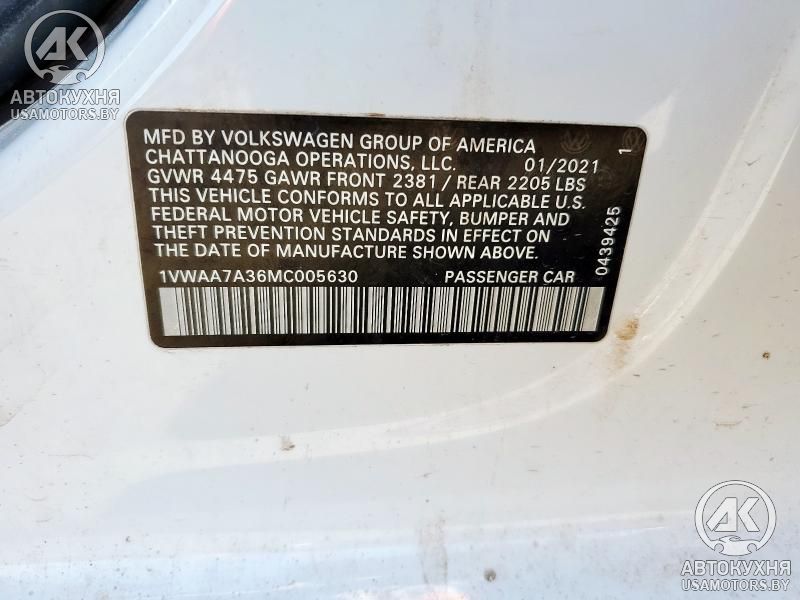 AK
АВТОКУХНЯ
USAMOTORS.BY
MFD BY VOLKSWAGEN GROUP OF AMERICA
CHATTANOOGA OPERATIONS, LLC. 01/2021 1
GVWR 4475 GAWR FRONT 2381 / REAR 2205 LBS
THIS VEHICLE CONFORMS TO ALL APPLICABLE U.S.
FEDERAL MOTOR VEHICLE SAFETY, BUMPER AND
THEFT PREVENTION STANDARDS IN EFFECT ON
THE DATE OF MANUFACTURE SHOWN ABOVE.
1VWAA7A36MC005630 PASSENGER CAR
0439425
AK
АВТОКУХНЯ
USAMOTORS.BY